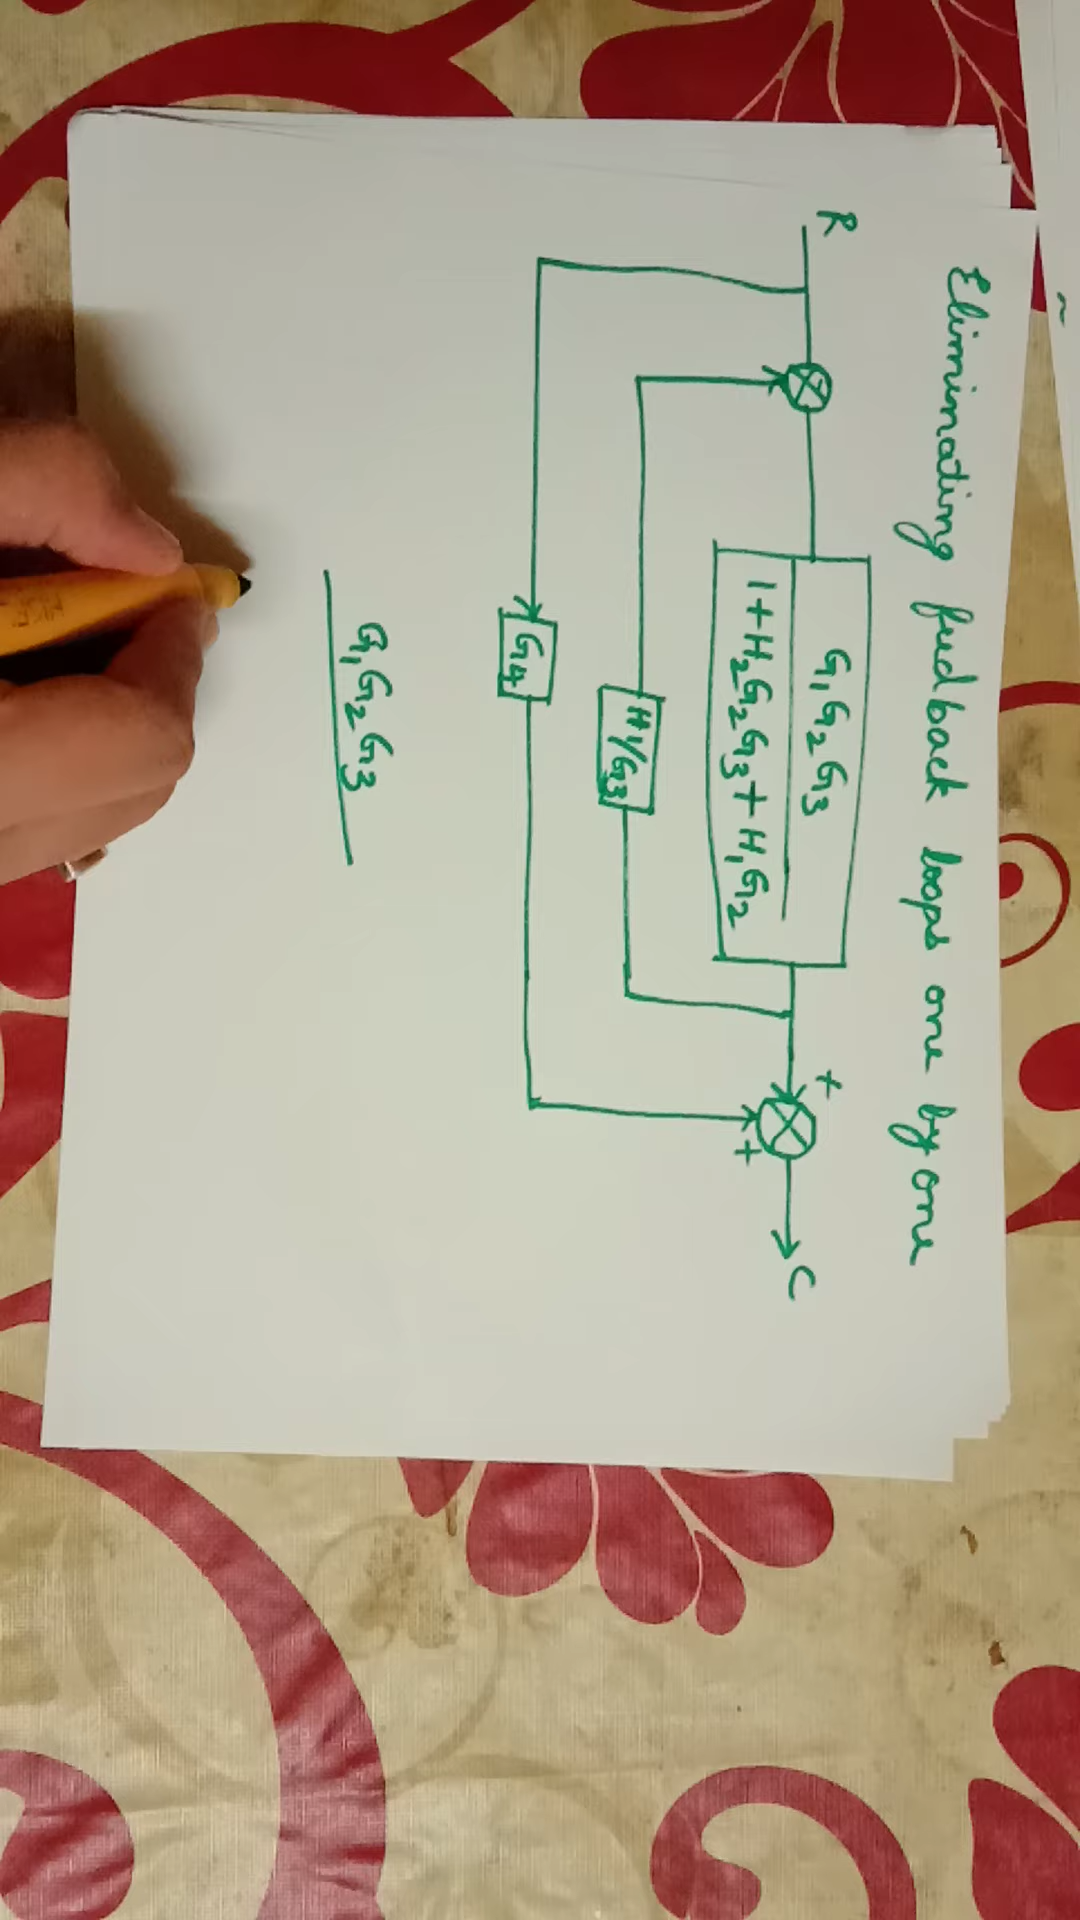 Eliminating feedback loops one by one
R
G1G2G3
1+H2G2G3+H1G2
+
+
C
H1/G3
G4
G1G2G3